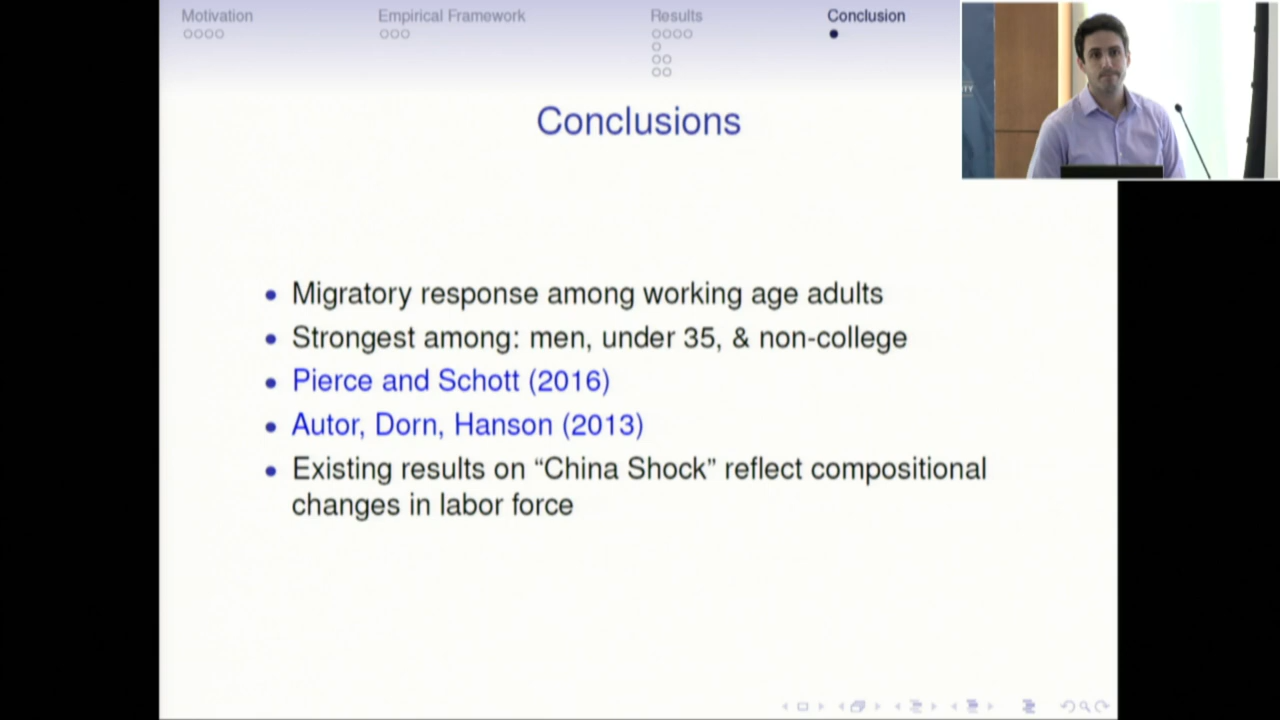 Motivation
Empirical Framework
Results
Conclusion
Conclusions
• Migratory response among working age adults
• Strongest among: men, under 35, & non-college
• Pierce and Schott (2016)
• Autor, Dorn, Hanson (2013)
• Existing results on “China Shock” reflect compositional
changes in labor force